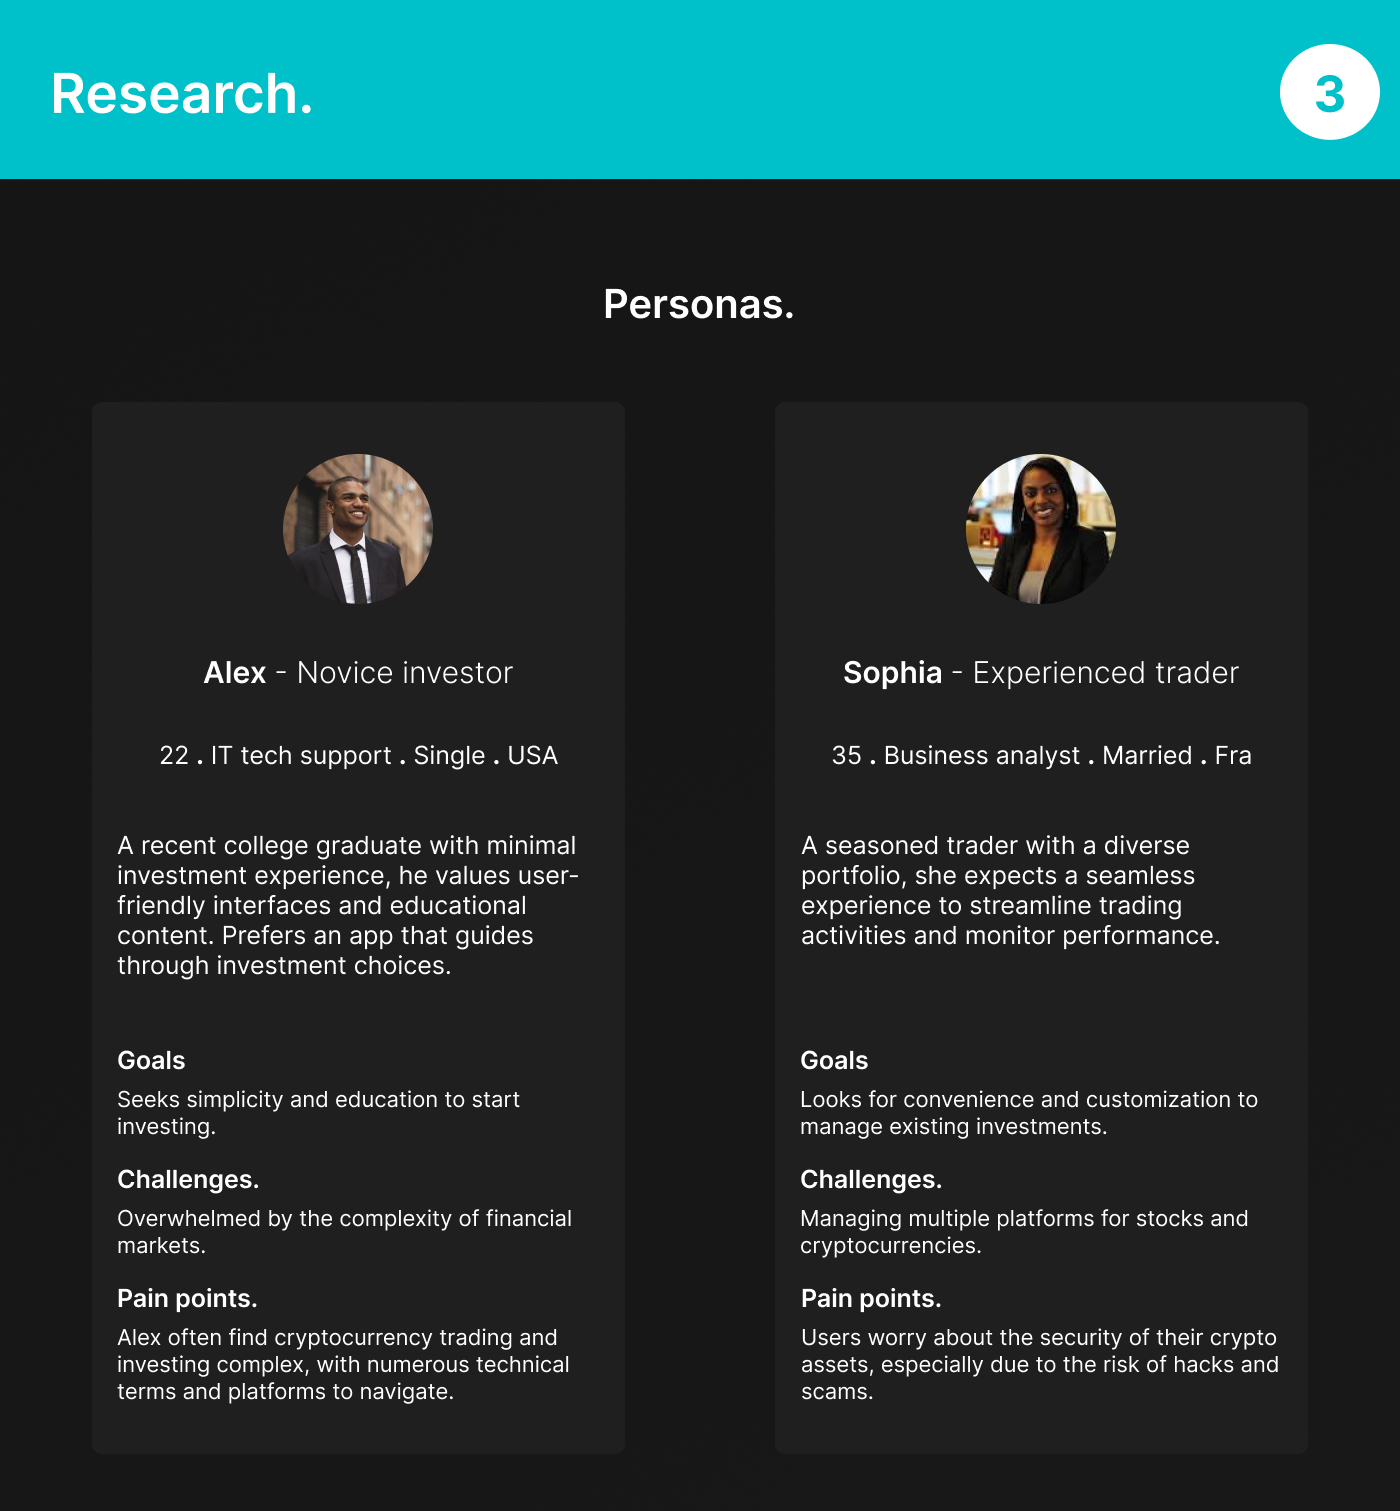 Research.
3
Personas.
Alex - Novice investor
22 . IT tech support . Single . USA
A recent college graduate with minimal
investment experience, he values user-
friendly interfaces and educational
content. Prefers an app that guides
through investment choices.
Goals
Seeks simplicity and education to start
investing.
Challenges.
Overwhelmed by the complexity of financial
markets.
Pain points.
Alex often find cryptocurrency trading and
investing complex, with numerous technical
terms and platforms to navigate.
Sophia - Experienced trader
35 . Business analyst . Married . Fra
A seasoned trader with a diverse
portfolio, she expects a seamless
experience to streamline trading
activities and monitor performance.
Goals
Looks for convenience and customization to
manage existing investments.
Challenges.
Managing multiple platforms for stocks and
cryptocurrencies.
Pain points.
Users worry about the security of their crypto
assets, especially due to the risk of hacks and
scams.